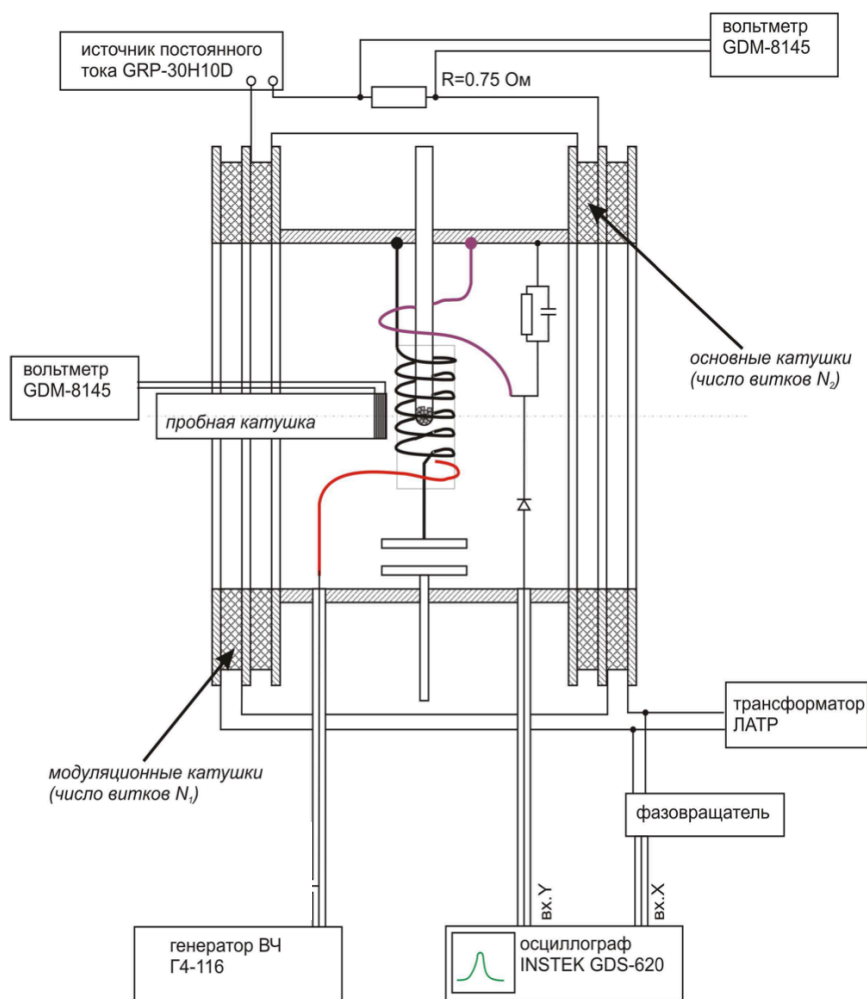 источник постоянного
тока GRP-30H10D
R=0.75 Ом
вольтметр
GDM-8145
основные катушки
(число витков N₂)
вольтметр
GDM-8145
пробная катушка
трансформатор
ЛАТР
модуляционные катушки
(число витков N₁)
фазовращатель
вх.Y
вх.X
генератор ВЧ
Г4-116
осциллограф
INSTEK GDS-620